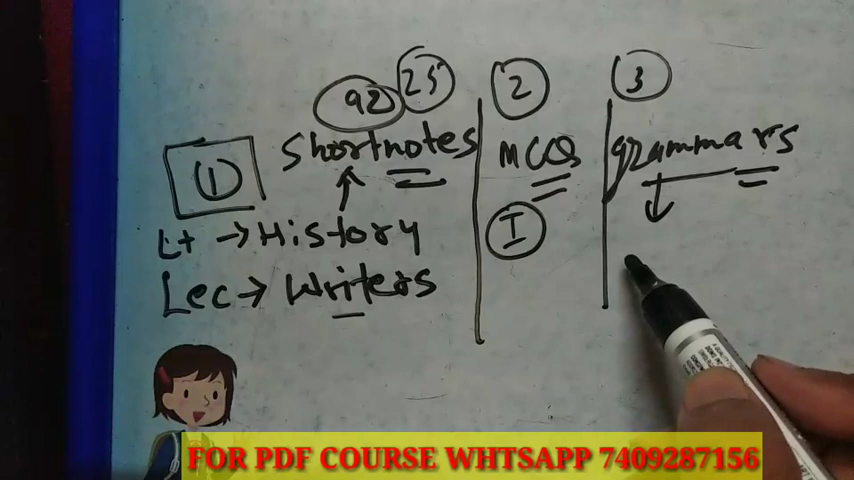 92 25 2 3
1 Shortnotes MCQs grammars
I
Lt → History
Lec → Writers
FOR PDF COURSE WHTSAPP 7409287156